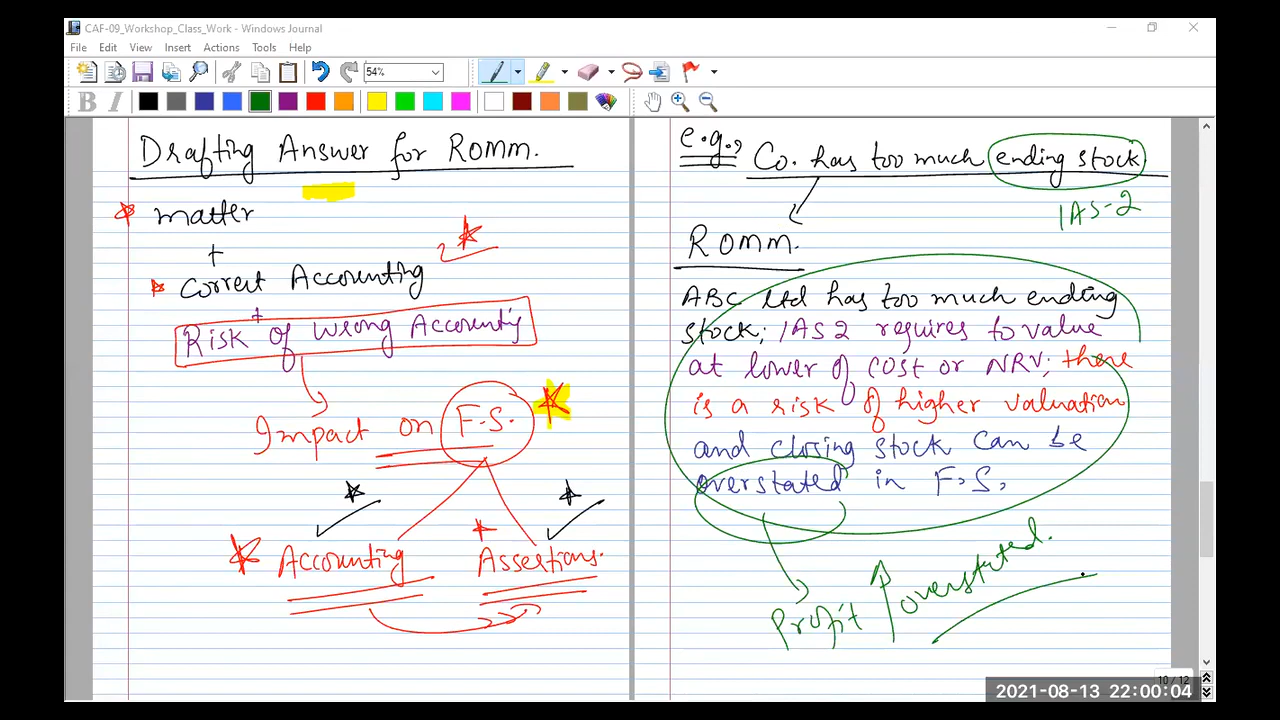 CAF-09_Workshop_Class_Work - Windows Journal
File Edit View Insert Actions Tools Help
54%
B I
Drafting Answer for ROMM.
matter
+
Correct Accounting
+
Risk of wrong Accounting
Impact on F.S.
Accounting
Assertions.
e.g., Co. has too much ending stock
IAS-2
ROMM.
ABC Ltd has too much ending
stock; IAS2 requires to value
at lower of cost or NRV; there
is a risk of higher valuation
and closing stock can be
overstated in F.S.
Profit overstated.
10 / 12
2021-08-13 22:00:04